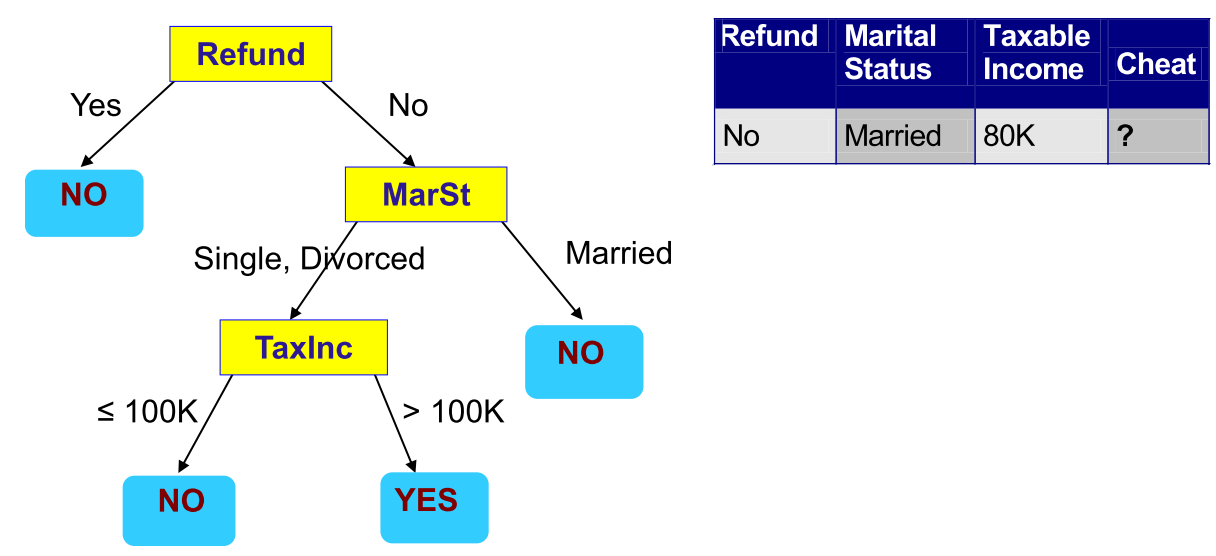 Refund
Yes
No
NO
MarSt
Single, Divorced
Married
TaxInc
NO
≤ 100K
> 100K
NO
YES
Refund
Marital
Status
Taxable
Income
Cheat
No
Married
80K
?